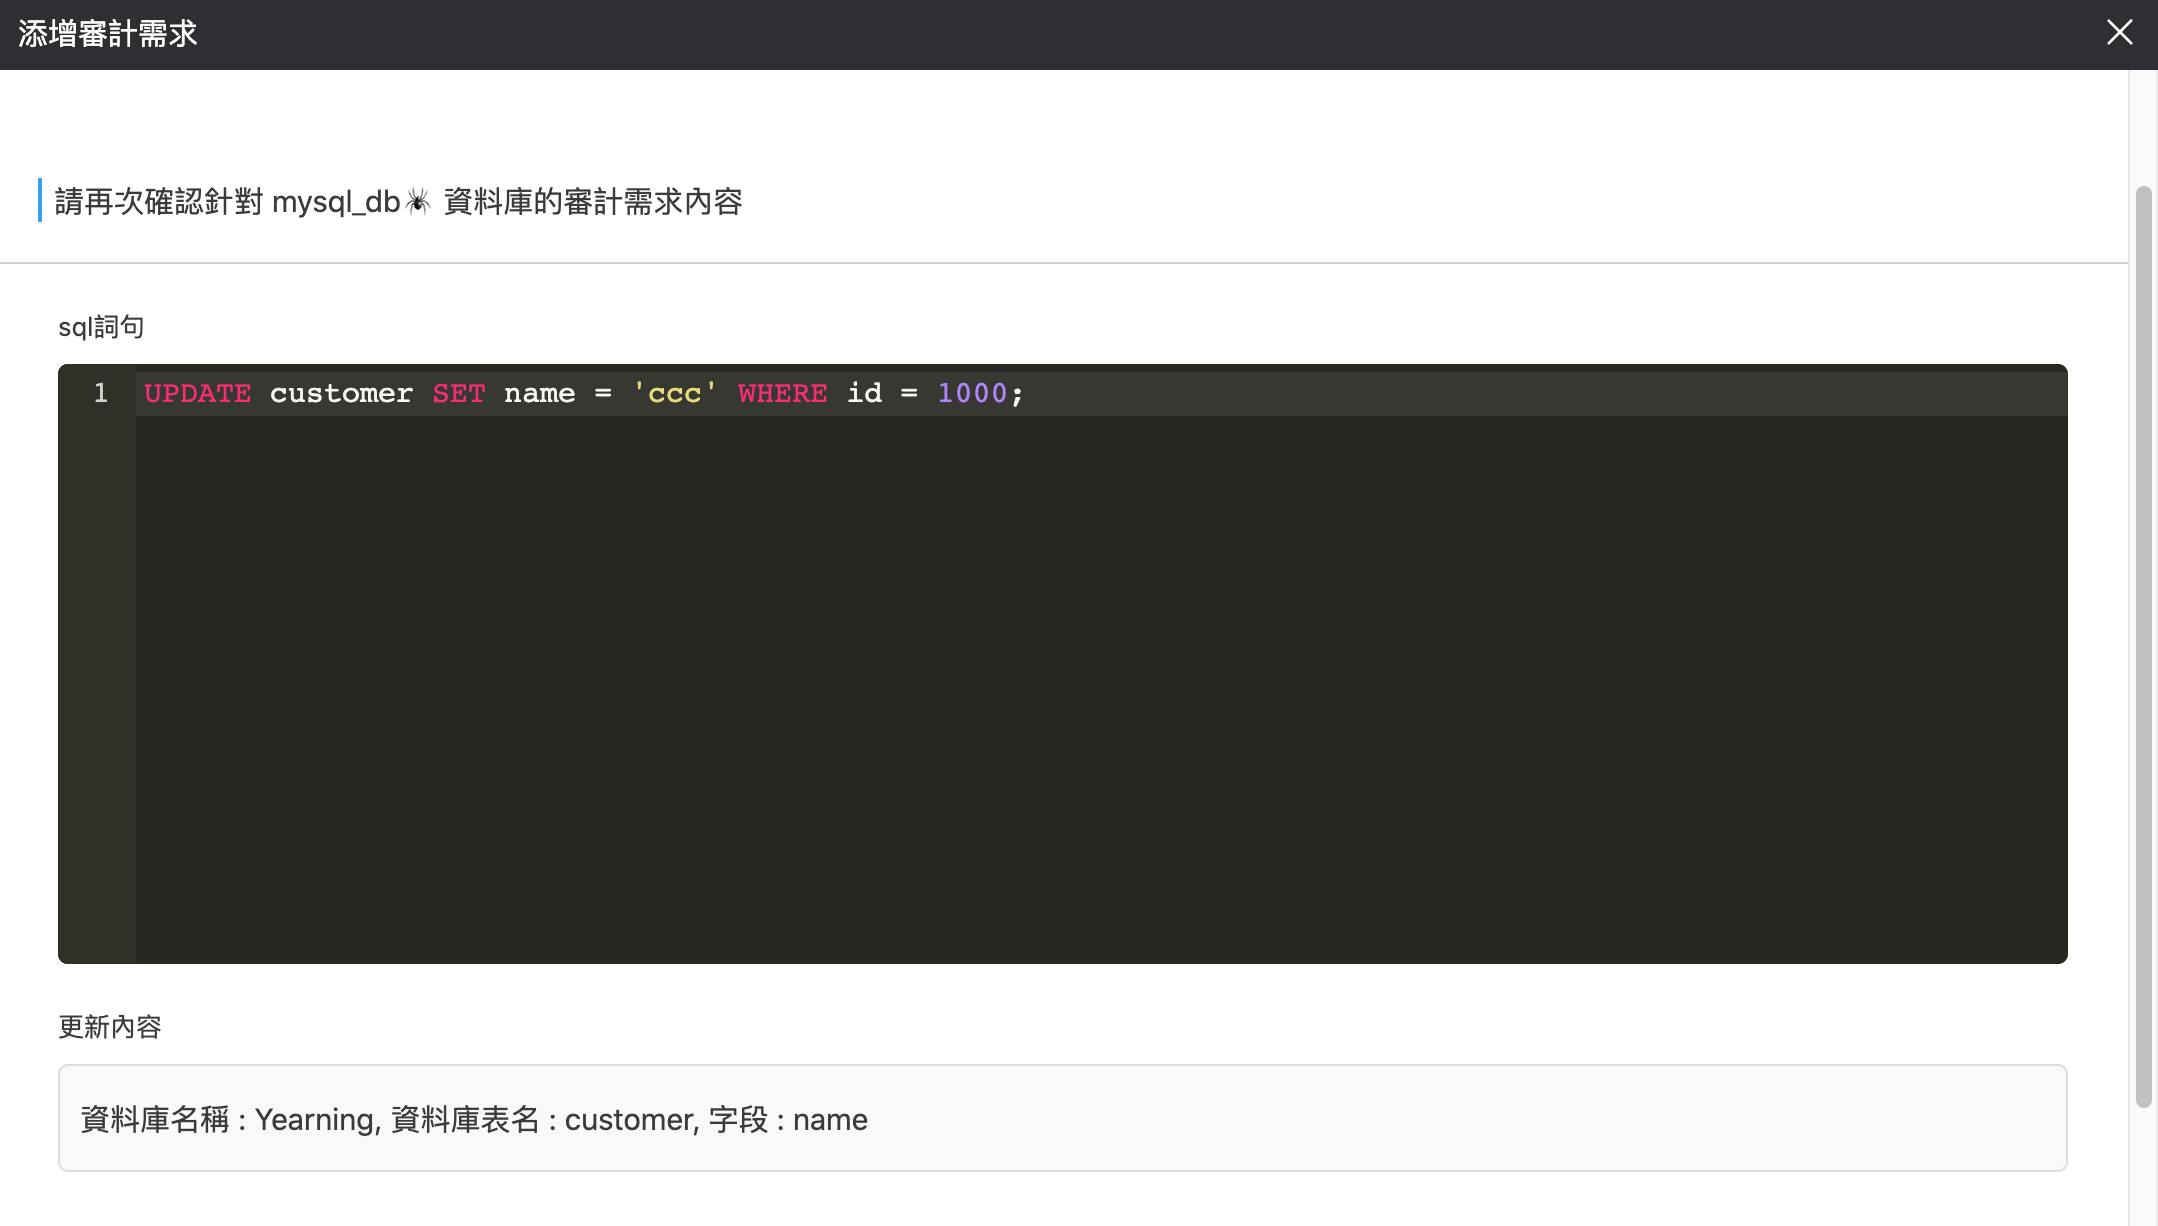 添增審計需求
請再次確認針對 mysql_db🕷 資料庫的審計需求內容
sql詞句
1 UPDATE customer SET name = 'ccc' WHERE id = 1000;
更新內容
資料庫名稱 : Yearning, 資料庫表名 : customer, 字段 : name